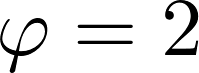 φ = 2